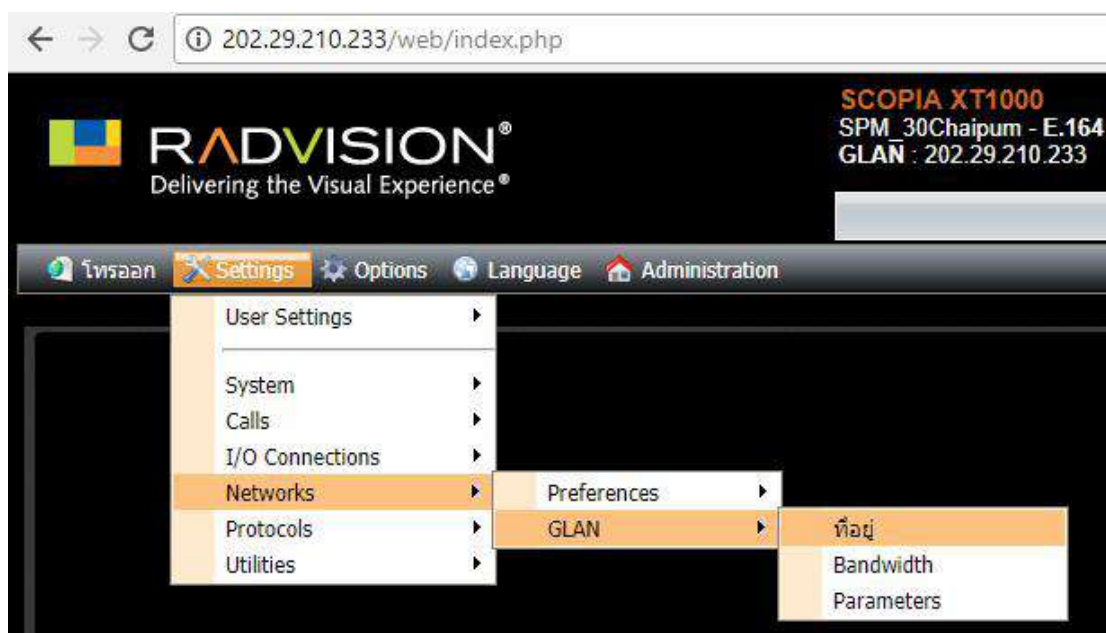 202.29.210.233/web/index.php
SCOPIA XT1000
SPM_30Chaipum - E.164
GLAN : 202.29.210.233
RADVISION®
Delivering the Visual Experience®
โทรออก Settings Options Language Administration
User Settings
System
Calls
I/O Connections
Networks
Preferences
Protocols
GLAN
ที่อยู่
Utilities
Bandwidth
Parameters